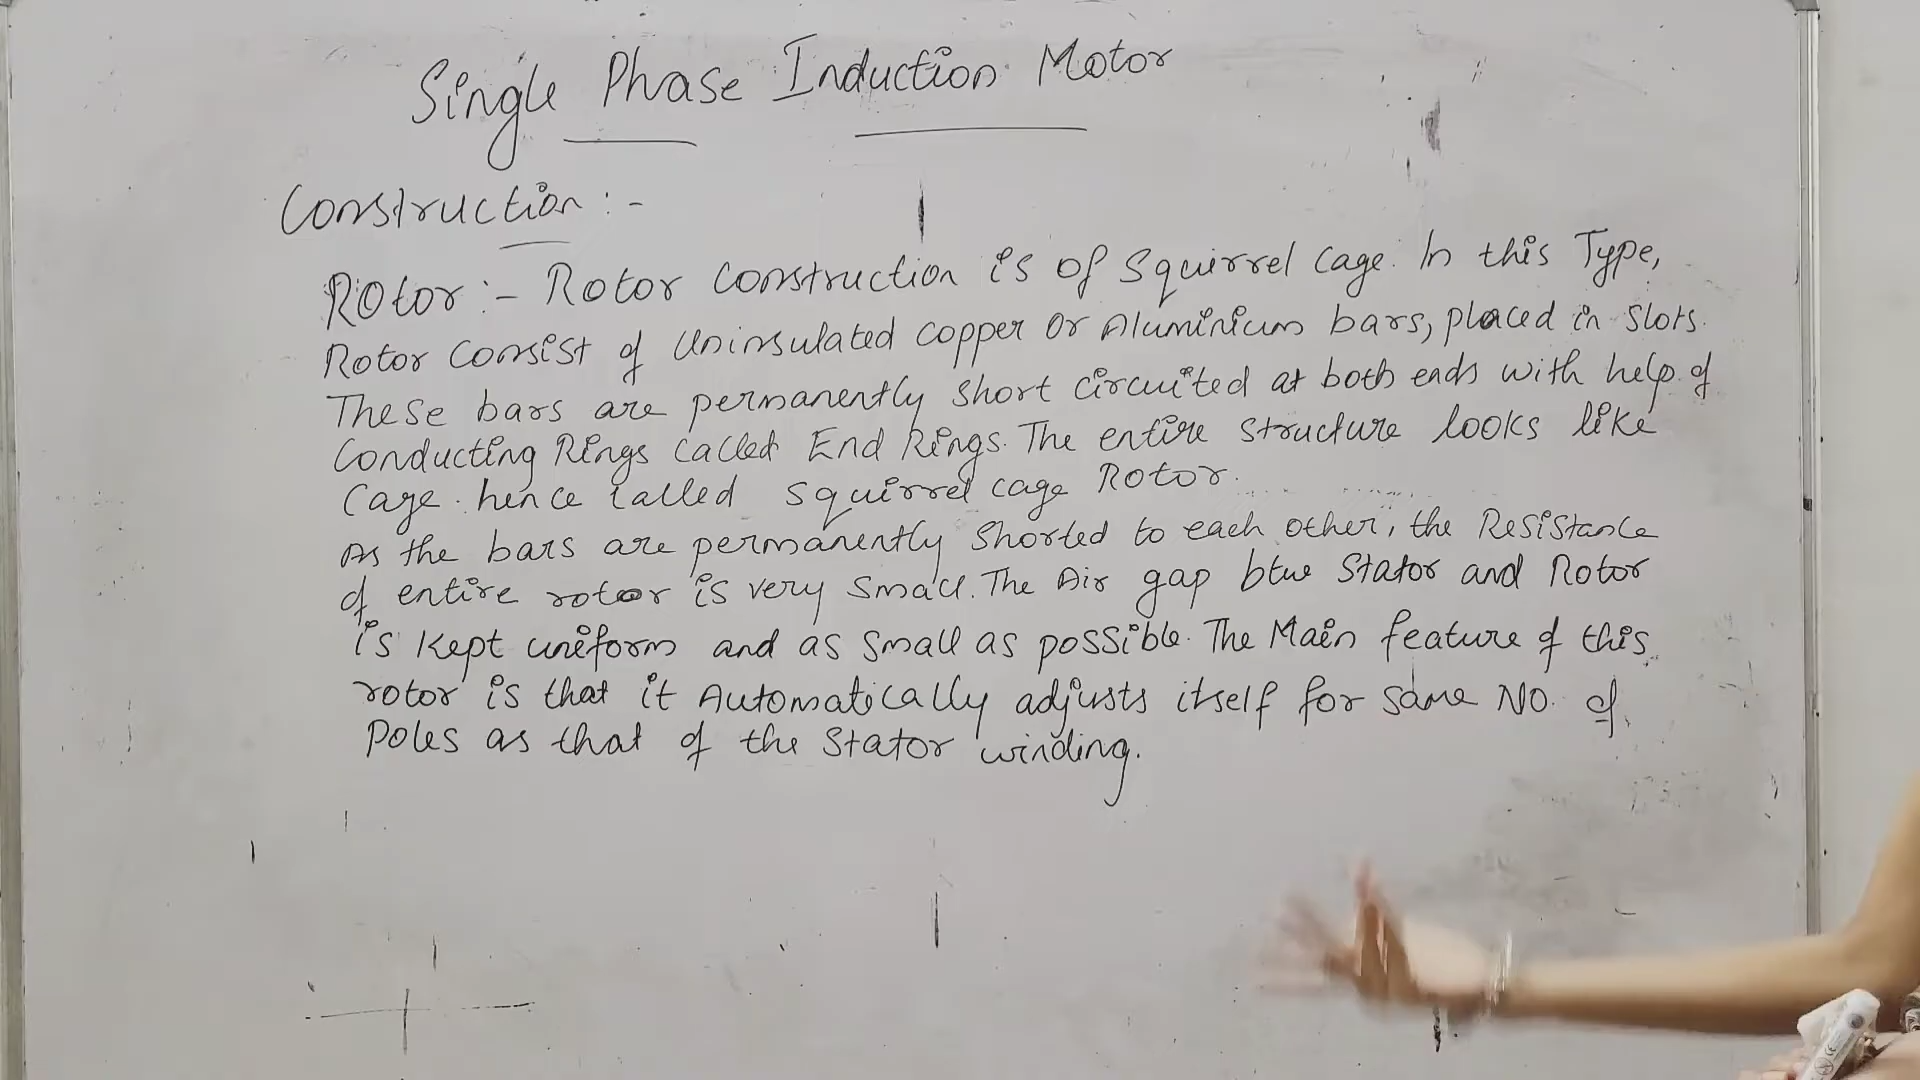 Single Phase Induction Motor
Construction :-
Rotor :- Rotor construction is of squirrel cage. In this Type,
Rotor consist of Uninsulated copper or Aluminium bars, placed in slots.
These bars are permanently short circuited at both ends with help of
Conducting Rings called End Rings. The entire structure looks like
Cage. hence called squirrel cage Rotor.
As the bars are permanently shorted to each other, the Resistance
of entire rotor is very small. The Air gap btw Stator and Rotor
is kept uniform and as small as possible. The Main feature of this
rotor is that it Automatically adjusts itself for same NO. of
Poles as that of the Stator winding.